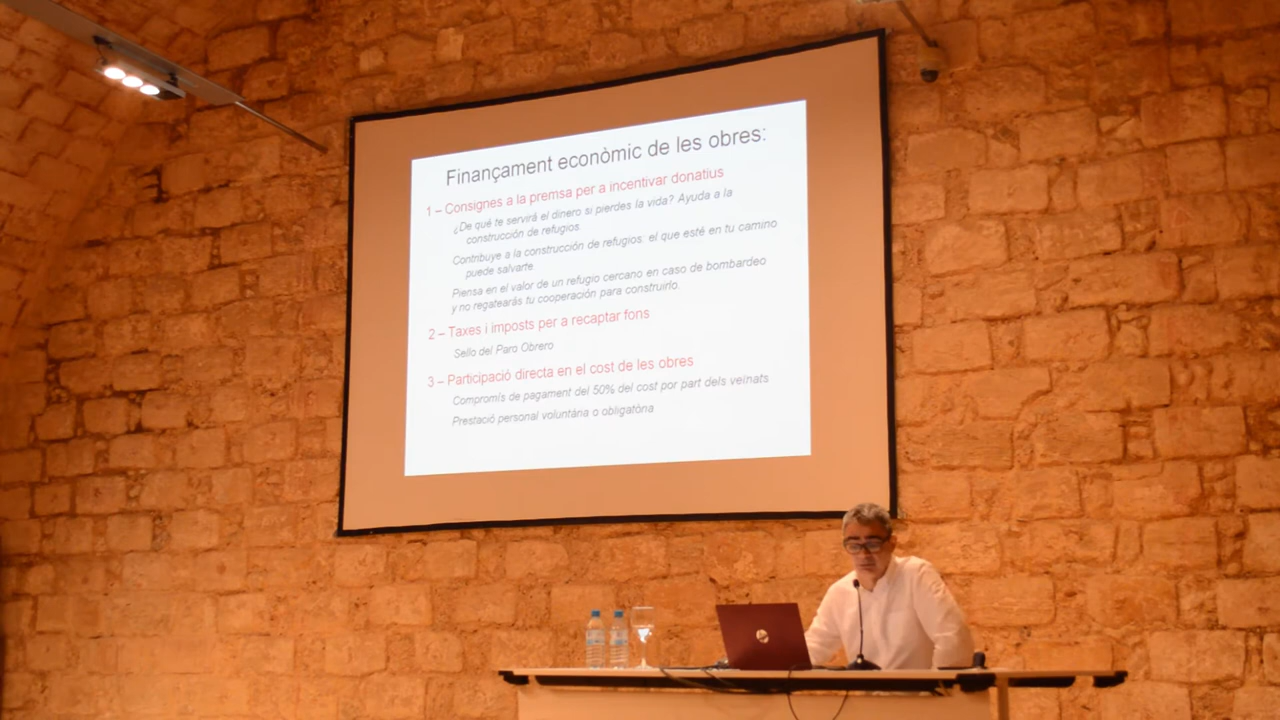 Finançament econòmic de les obres:
1 – Consignes a la premsa per a incentivar donatius
¿De qué te servirá el dinero si pierdes la vida? Ayuda a la
construcción de refugios.
Contribuye a la construcción de refugios: el que esté en tu camino
puede salvarte.
Piensa en el valor de un refugio cercano en caso de bombardeo
y no regatearás tu cooperación para construirlo.
2 – Taxes i imposts per a recaptar fons
Sello del Paro Obrero
3 – Participació directa en el cost de les obres
Compromís de pagament del 50% del cost por part dels veïnats
Prestació personal voluntària o obligatòria